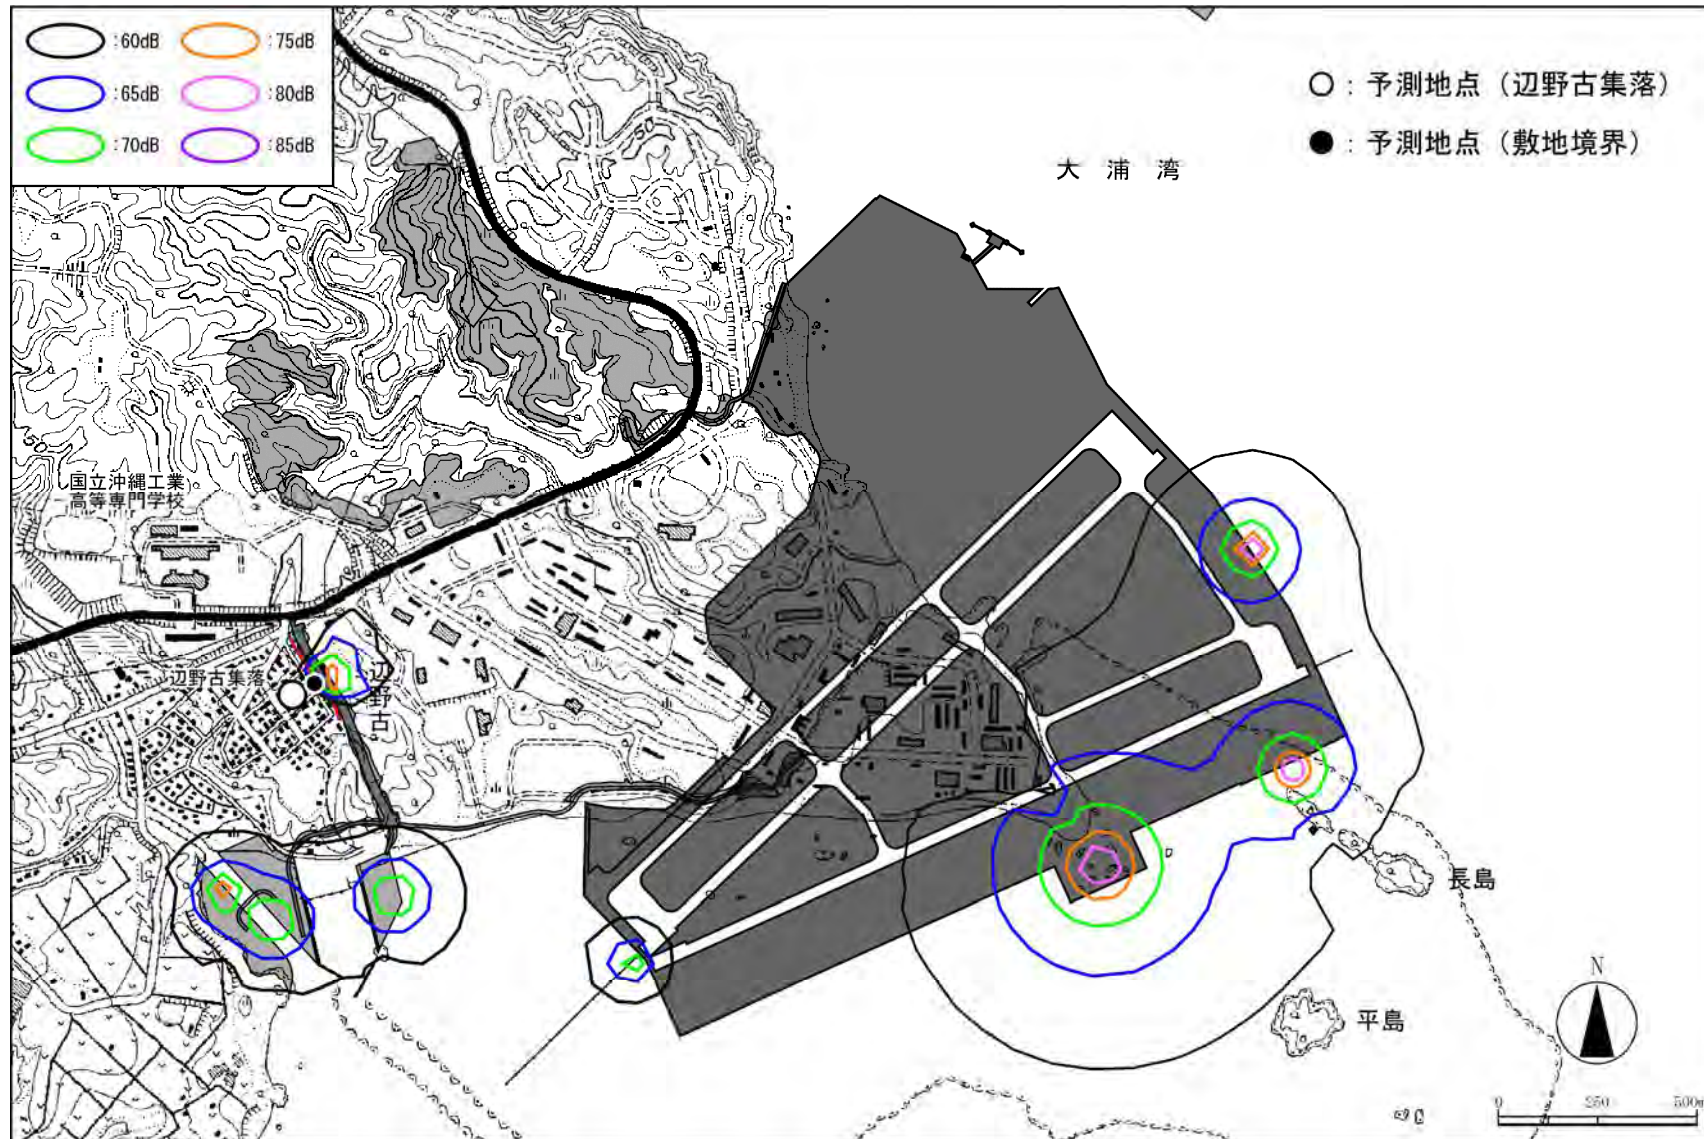 :60dB
:75dB
:65dB
:80dB
:70dB
:85dB
○：予測地点（辺野古集落）
●：予測地点（敷地境界）
大浦湾
50
50
国立沖縄工業
高等専門学校
辺野古集落
辺野古
長島
平島
N
0 250 500m